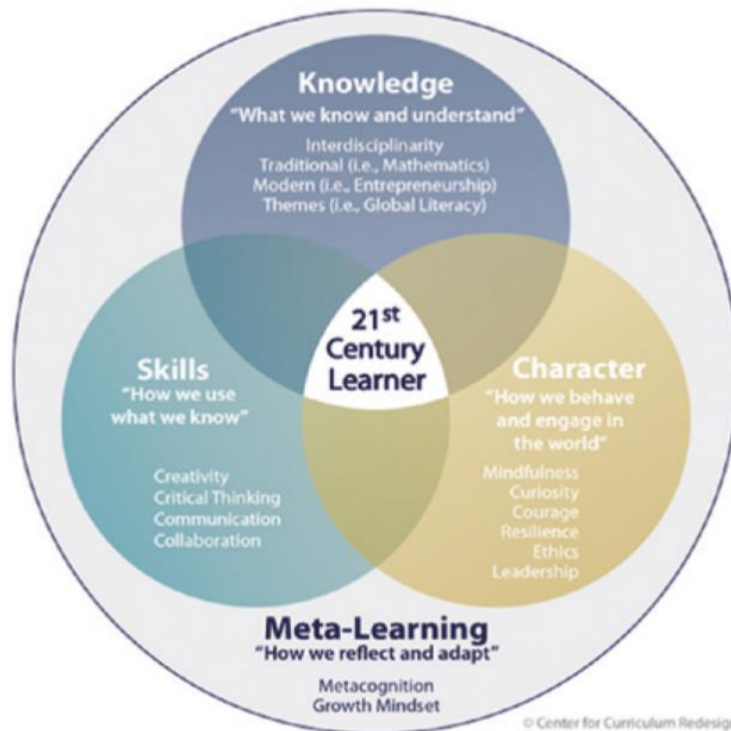 Knowledge
“What we know and understand”
Interdisciplinarity
Traditional (i.e., Mathematics)
Modern (i.e., Entrepreneurship)
Themes (i.e., Global Literacy)
21st
Century
Learner
Skills
“How we use
what we know”
Creativity
Critical Thinking
Communication
Collaboration
Character
“How we behave
and engage in
the world”
Mindfulness
Curiosity
Courage
Resilience
Ethics
Leadership
Meta-Learning
“How we reflect and adapt”
Metacognition
Growth Mindset
© Center for Curriculum Redesign